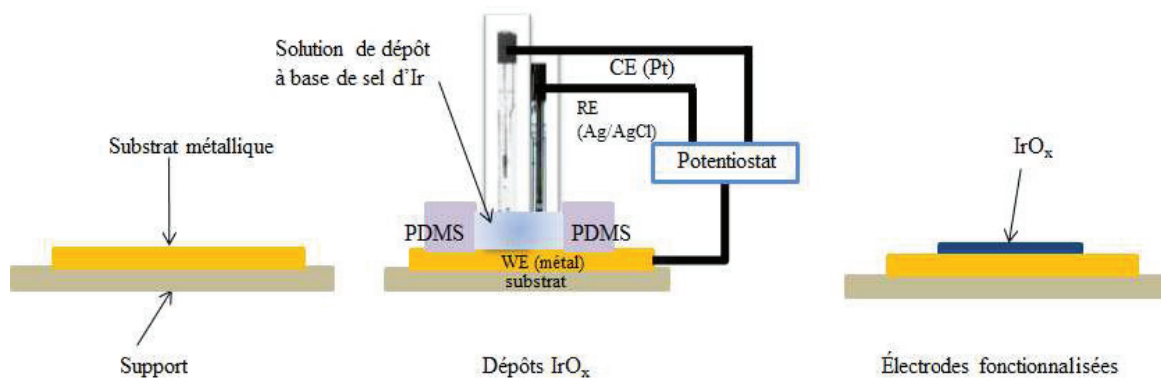 Solution de dépôt
à base de sel d'Ir
CE (Pt)
RE
(Ag/AgCl)
Potentiostat
Substrat métallique
IrOₓ
PDMS
PDMS
WE (métal)
substrat
Support
Dépôts IrOₓ
Électrodes fonctionnalisées